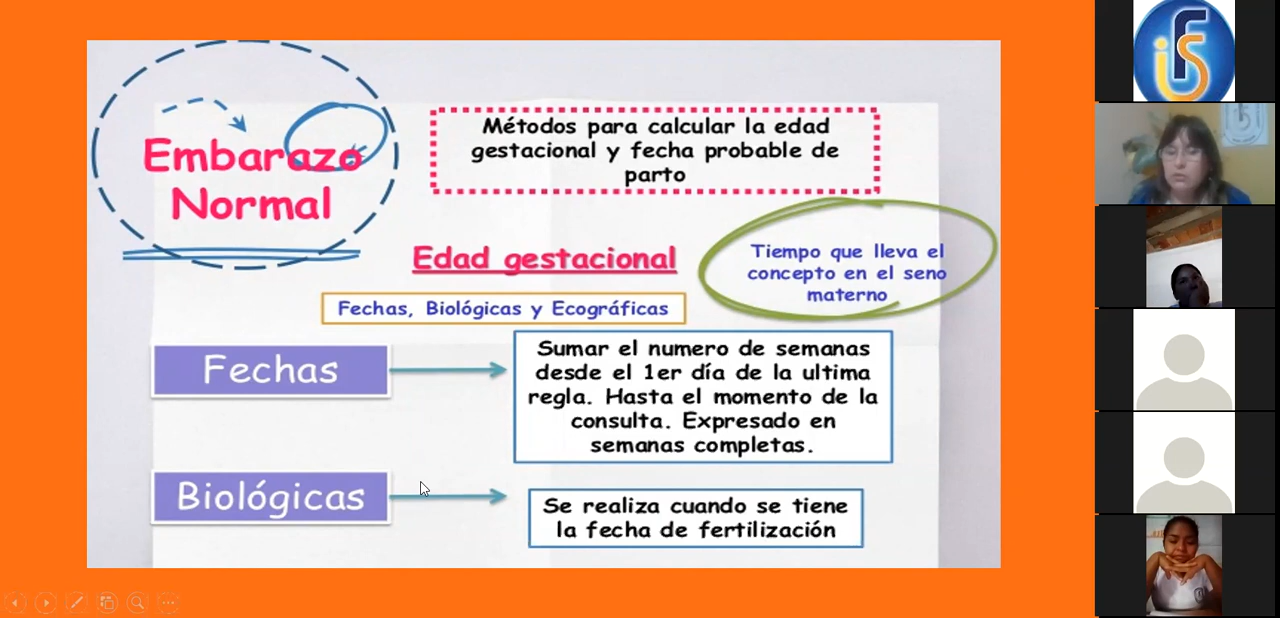 Embarazo
Normal
Métodos para calcular la edad
gestacional y fecha probable de
parto
Edad gestacional
Tiempo que lleva el
concepto en el seno
materno
Fechas, Biológicas y Ecográficas
Fechas
Sumar el numero de semanas
desde el 1er día de la ultima
regla. Hasta el momento de la
consulta. Expresado en
semanas completas.
Biológicas
Se realiza cuando se tiene
la fecha de fertilización
iFS